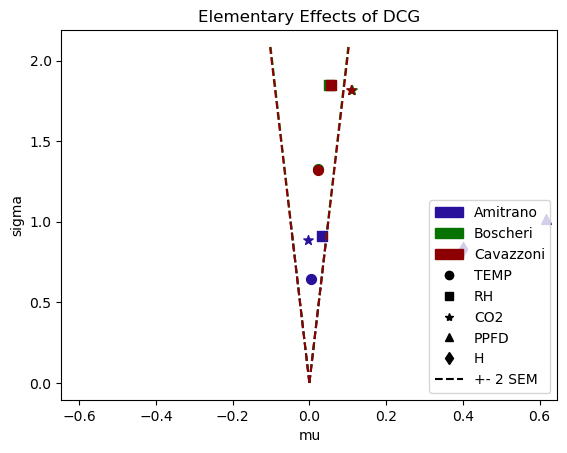 Elementary Effects of DCG
sigma
2.0
1.5
1.0
0.5
0.0
Amitrano
Boscheri
Cavazzoni
TEMP
RH
CO2
PPFD
H
+- 2 SEM
−0.6 −0.4 −0.2 0.0 0.2 0.4 0.6
mu